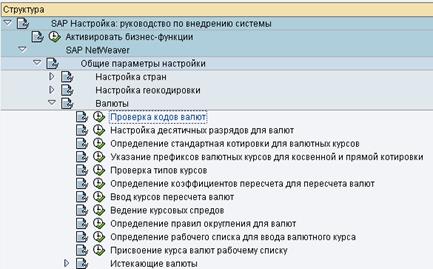 Структура
SAP Настройка: руководство по внедрению системы
Активировать бизнес-функции
SAP NetWeaver
Общие параметры настройки
Настройка стран
Настройка геокодировки
Валюты
Проверка кодов валют
Настройка десятичных разрядов для валют
Определение стандартная котировки для валютных курсов
Указание префиксов валютных курсов для косвенной и прямой котировки
Проверка типов курсов
Определение коэффициентов пересчета для пересчета валют
Ввод курсов пересчета валют
Ведение курсовых спредов
Определение правил округления для валют
Определение рабочего списка для ввода валютного курса
Присвоение курса валют рабочему списку
Истекающие валюты